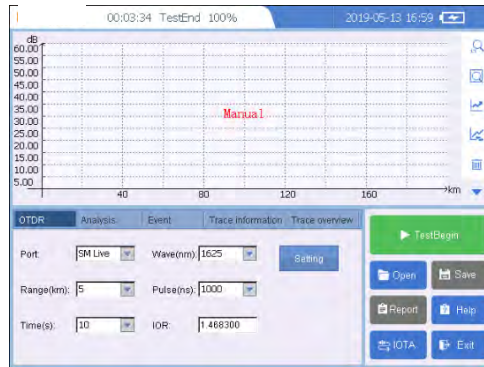 00:03:34 TestEnd 100% 2019-05-13 16:59
dB
60.00
55.00
50.00
45.00
40.00
35.00
30.00
25.00
20.00
15.00
10.00
5.00
Manual
40 80 120 160 km
OTDR Analysis Event Trace information Trace overview
TestBegin
Port: SM Live Wave(nm): 1625 Setting
Open Save
Range(km): 5 Pulse(ns): 1000
Report Help
Time(s): 10 IOR: 1.468300
IOTA Exit